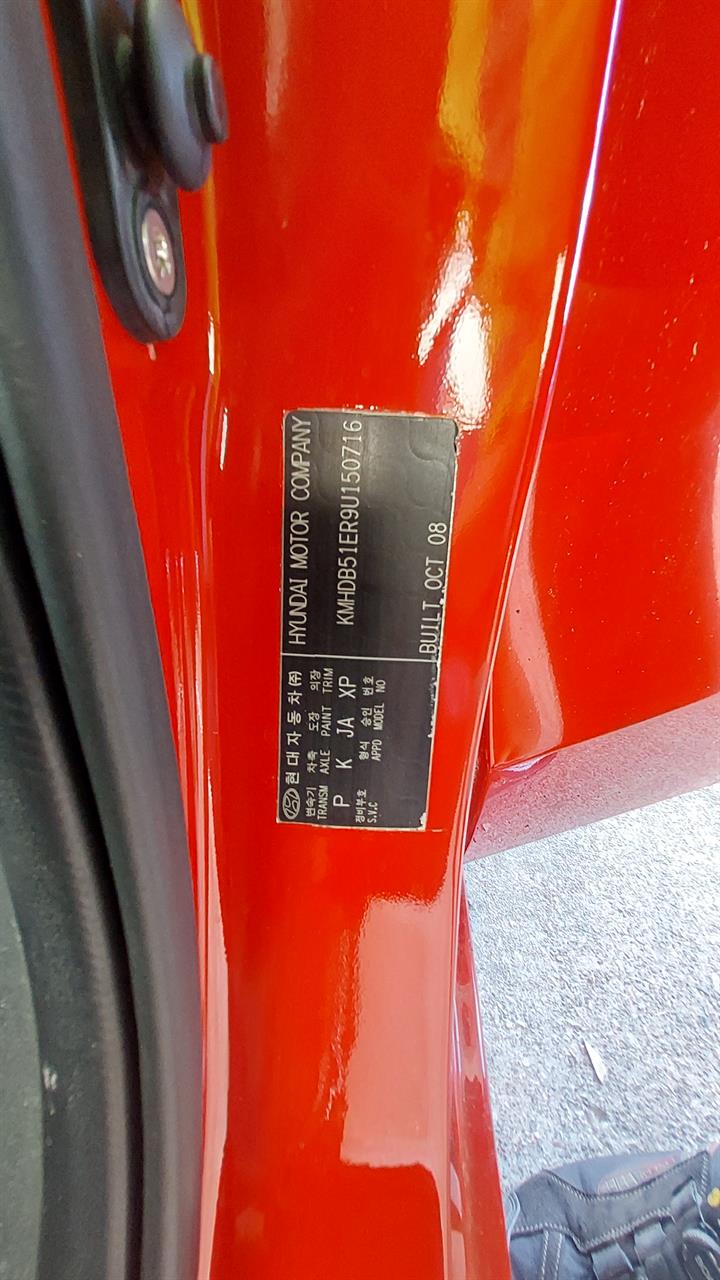 현대자동차(주)
변속기 차축 도장 의장
TRANSM AXLE PAINT TRIM
P K JA XP
정비부호 형식 승인 번호
S.V.C APPD MODEL NO
HYUNDAI MOTOR COMPANY
KMHDB51ER9U150716
BUILT OCT 08